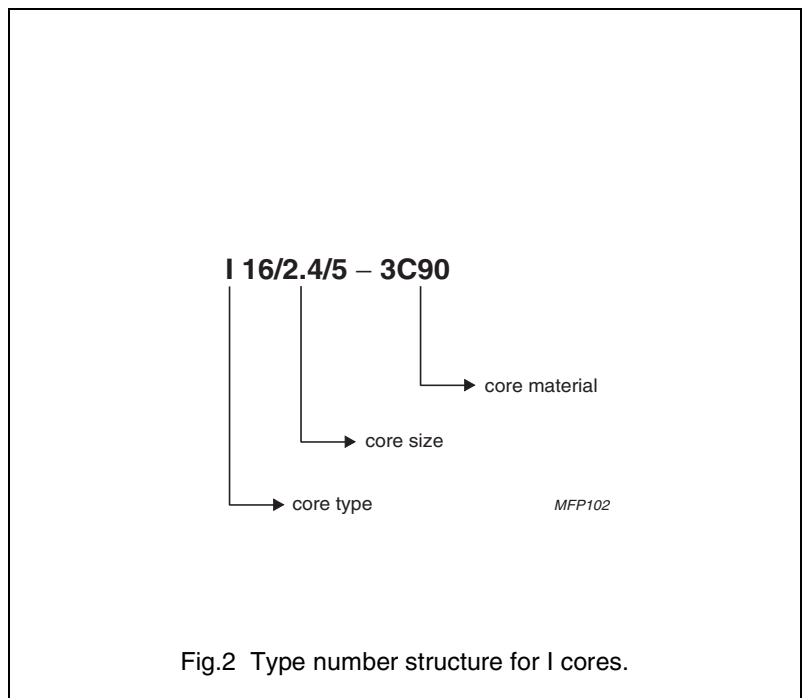 I 16/2.4/5 – 3C90
core material
core size
core type
MFP102
Fig.2 Type number structure for I cores.